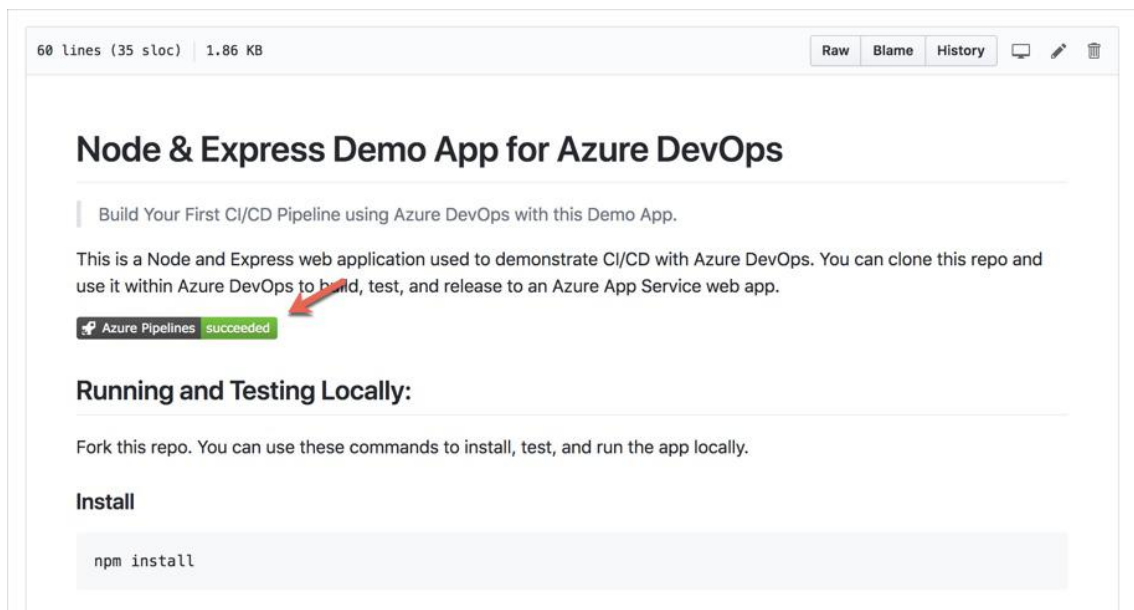 60 lines (35 sloc) 1.86 KB
Raw Blame History
Node & Express Demo App for Azure DevOps
Build Your First CI/CD Pipeline using Azure DevOps with this Demo App.
This is a Node and Express web application used to demonstrate CI/CD with Azure DevOps. You can clone this repo and
use it within Azure DevOps to build, test, and release to an Azure App Service web app.
Azure Pipelines succeeded
Running and Testing Locally:
Fork this repo. You can use these commands to install, test, and run the app locally.
Install
npm install